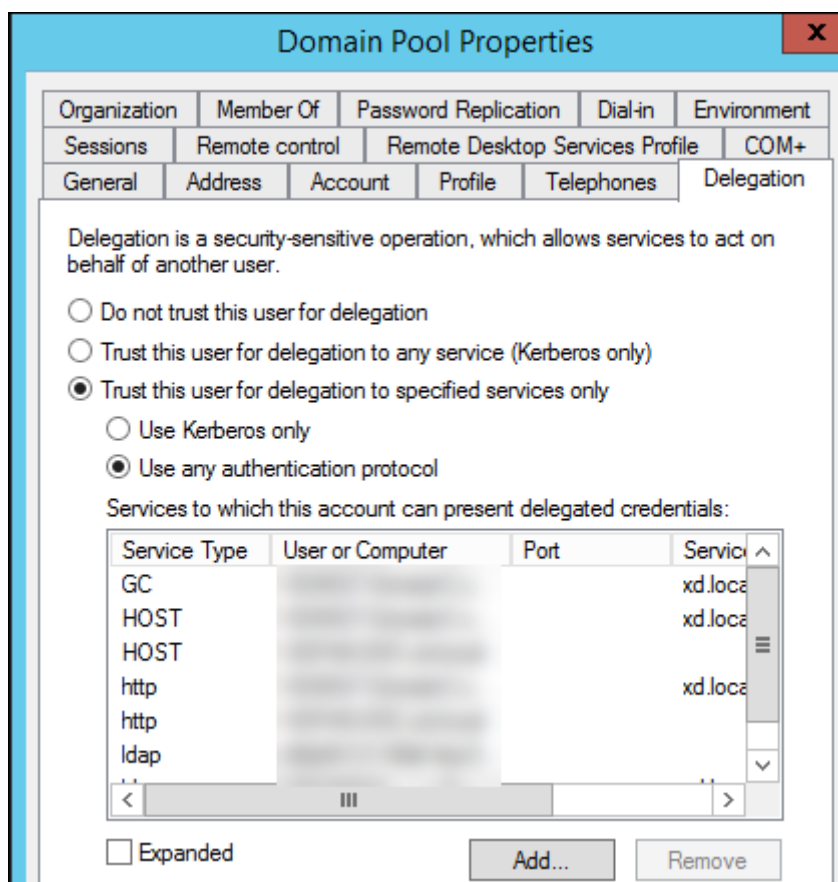 Domain Pool Properties
x
Organization Member Of Password Replication Dial-in Environment
Sessions Remote control Remote Desktop Services Profile COM+
General Address Account Profile Telephones Delegation
Delegation is a security-sensitive operation, which allows services to act on
behalf of another user.
Do not trust this user for delegation
Trust this user for delegation to any service (Kerberos only)
Trust this user for delegation to specified services only
Use Kerberos only
Use any authentication protocol
Services to which this account can present delegated credentials:
Service Type User or Computer Port Servic
GC xd.loca
HOST xd.loca
HOST
http xd.loca
http
ldap
Expanded Add... Remove